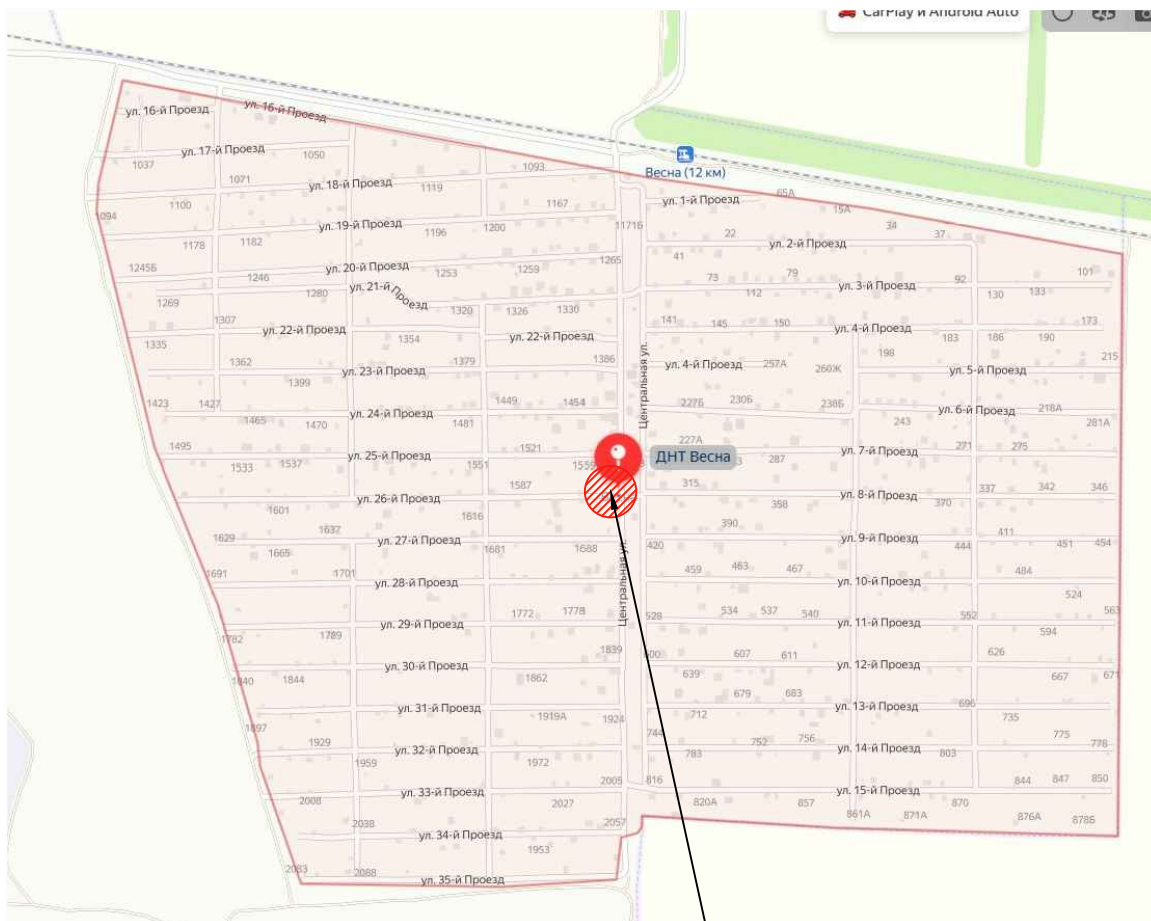 CarPlay и Android Auto
ул. 16-й Проезд
ул. 16-й Проезд
ул. 17-й Проезд
1050
1037
1093
Весна (12 км)
1071
ул. 18-й Проезд
1119
65А
1100
1167
ул. 1-й Проезд
15А
1094
ул. 19-й Проезд
1196
1200
1171Б
22
34
37
1178
1182
41
ул. 2-й Проезд
1245Б
1246
ул. 20-й Проезд
1253
1259
1265
73
79
92
101
1269
1280
ул. 21-й Проезд
1320
1326
1330
112
ул. 3-й Проезд
130
133
1307
141
145
150
173
1335
ул. 22-й Проезд
1354
ул. 22-й Проезд
1386
ул. 4-й Проезд
183
186
190
1362
1379
ул. 4-й Проезд
257А
260Ж
198
215
1399
ул. 23-й Проезд
Центральная ул.
ул. 5-й Проезд
1423
1427
1449
1454
227Б
230Б
238Б
218А
1465
1470
ул. 24-й Проезд
1481
243
ул. 6-й Проезд
281А
1495
1521
227А
271
275
1533
1537
ул. 25-й Проезд
1551
1559
ДНТ Весна
287
ул. 7-й Проезд
1587
315
337
342
346
1601
ул. 26-й Проезд
1616
358
ул. 8-й Проезд
370
1629
1632
390
411
1665
ул. 27-й Проезд
1681
1688
420
ул. 9-й Проезд
444
451
454
1691
1701
459
463
467
484
ул. 28-й Проезд
Центральная ул.
ул. 10-й Проезд
524
1772
1778
528
534
537
540
552
563
1782
1789
ул. 29-й Проезд
ул. 11-й Проезд
594
1839
600
607
611
626
1840
1844
ул. 30-й Проезд
1862
639
ул. 12-й Проезд
667
671
679
683
1897
ул. 31-й Проезд
1919А
1924
712
ул. 13-й Проезд
696
735
1929
744
752
756
775
778
1959
ул. 32-й Проезд
1972
783
ул. 14-й Проезд
803
2005
816
844
847
850
2008
ул. 33-й Проезд
2027
820А
857
ул. 15-й Проезд
870
2038
2057
861А
871А
876А
878Б
ул. 34-й Проезд
1953
2083
2088
ул. 35-й Проезд